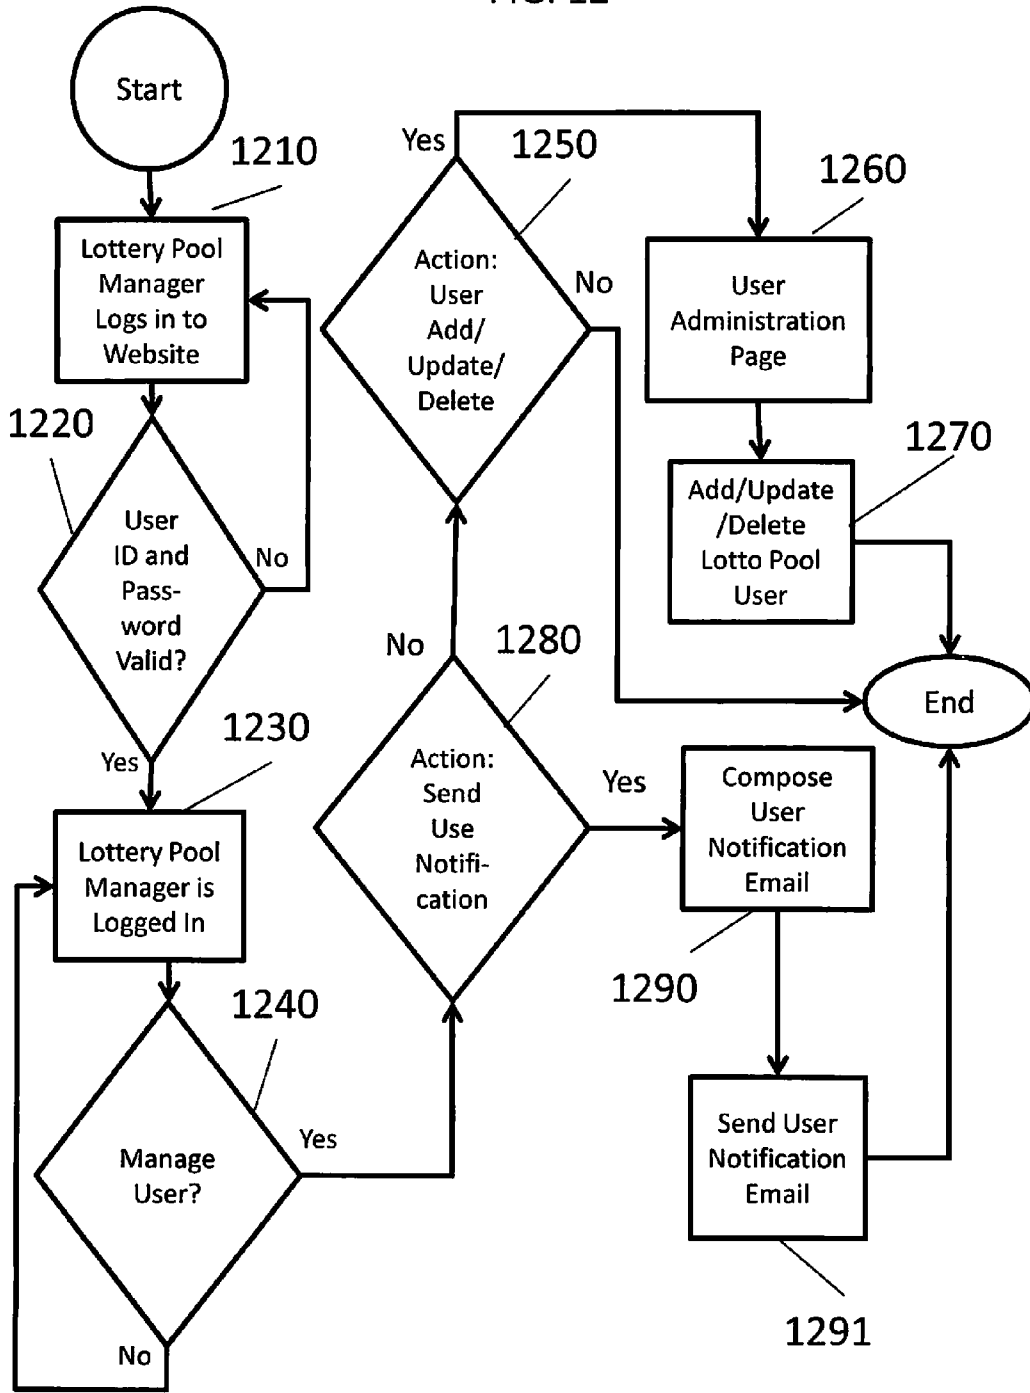 Start
1210
Lottery Pool
Manager
Logs in to
Website
1220
User
ID and
Pass-
word
Valid?
No
Yes
1230
Lottery Pool
Manager is
Logged In
1240
Manage
User?
Yes
No
1280
Action:
Send
Use
Notifi-
cation
No
Yes
1250
Action:
User
Add/
Update/
Delete
Yes
No
1260
User
Administration
Page
1270
Add/Update
/Delete
Lotto Pool
User
End
Compose
User
Notification
Email
1290
Send User
Notification
Email
1291